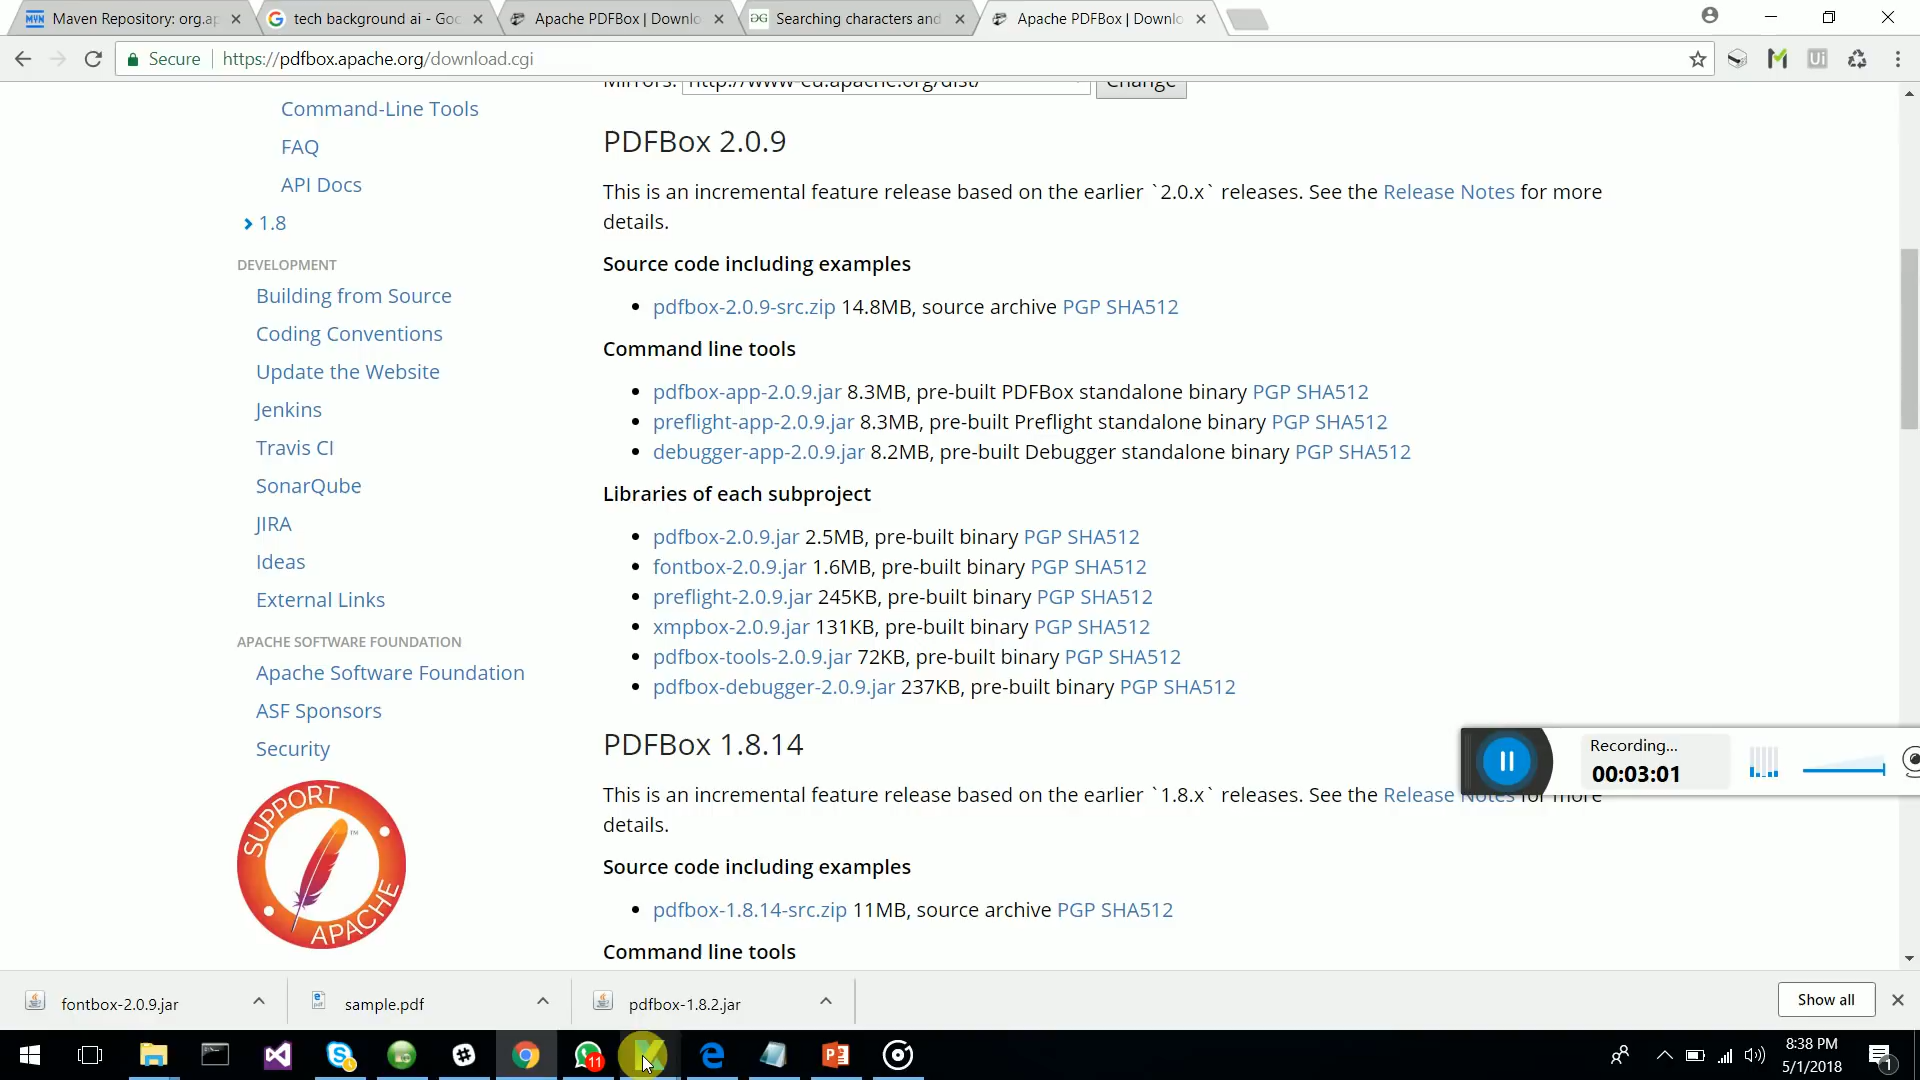 Maven Repository: org.ap
tech background ai - Goo
Apache PDFBox | Downlo
Searching characters and
Apache PDFBox | Downlo
Secure
https://pdfbox.apache.org/download.cgi
Mirrors: http://www-eu.apache.org/dist/ Change
Command-Line Tools
FAQ
API Docs
1.8
DEVELOPMENT
Building from Source
Coding Conventions
Update the Website
Jenkins
Travis CI
SonarQube
JIRA
Ideas
External Links
APACHE SOFTWARE FOUNDATION
Apache Software Foundation
ASF Sponsors
Security
SUPPORT
APACHE
TM
PDFBox 2.0.9
This is an incremental feature release based on the earlier `2.0.x` releases. See the Release Notes for more
details.
Source code including examples
pdfbox-2.0.9-src.zip 14.8MB, source archive PGP SHA512
Command line tools
pdfbox-app-2.0.9.jar 8.3MB, pre-built PDFBox standalone binary PGP SHA512
preflight-app-2.0.9.jar 8.3MB, pre-built Preflight standalone binary PGP SHA512
debugger-app-2.0.9.jar 8.2MB, pre-built Debugger standalone binary PGP SHA512
Libraries of each subproject
pdfbox-2.0.9.jar 2.5MB, pre-built binary PGP SHA512
fontbox-2.0.9.jar 1.6MB, pre-built binary PGP SHA512
preflight-2.0.9.jar 245KB, pre-built binary PGP SHA512
xmpbox-2.0.9.jar 131KB, pre-built binary PGP SHA512
pdfbox-tools-2.0.9.jar 72KB, pre-built binary PGP SHA512
pdfbox-debugger-2.0.9.jar 237KB, pre-built binary PGP SHA512
PDFBox 1.8.14
This is an incremental feature release based on the earlier `1.8.x` releases. See the Release Notes for more
details.
Source code including examples
pdfbox-1.8.14-src.zip 11MB, source archive PGP SHA512
Command line tools
Recording...
00:03:01
fontbox-2.0.9.jar
sample.pdf
pdfbox-1.8.2.jar
Show all
11
8:38 PM
5/1/2018
1